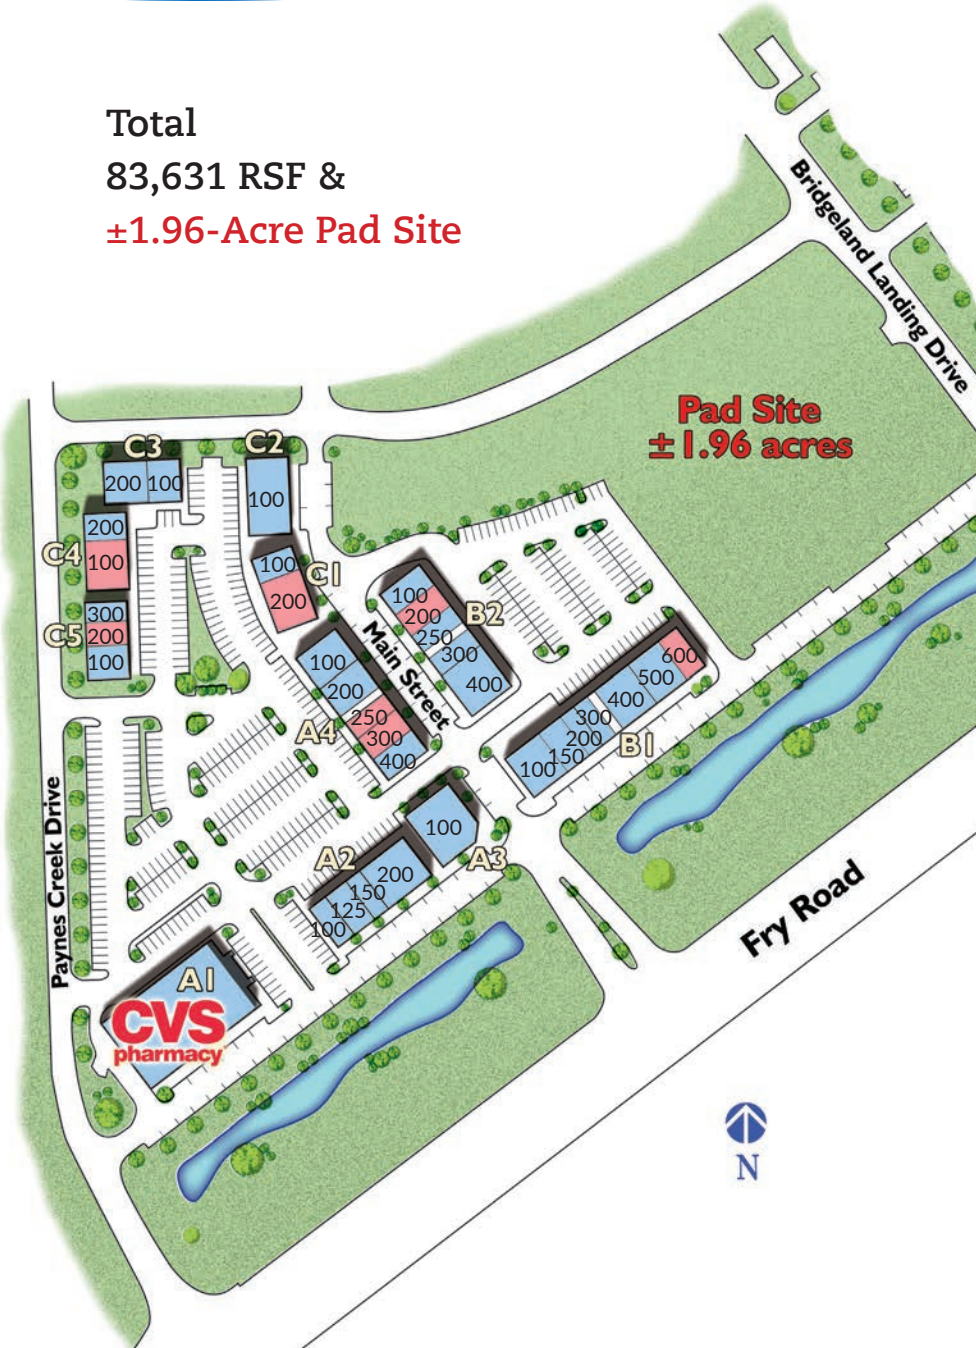 Total
83,631 RSF &
±1.96-Acre Pad Site
Bridgeland Landing Drive
Pad Site
±1.96 acres
C3
200 100
C2
100
C4
200
100
C1
100
200
C5
300
200
100
B2
100
200
250
300
400
Main Street
A4
100
200
250
300
400
B1
600
500
400
300
200
150
100
A3
100
A2
200
150
125
100
Paynes Creek Drive
A1
CVS
pharmacy
Fry Road
N